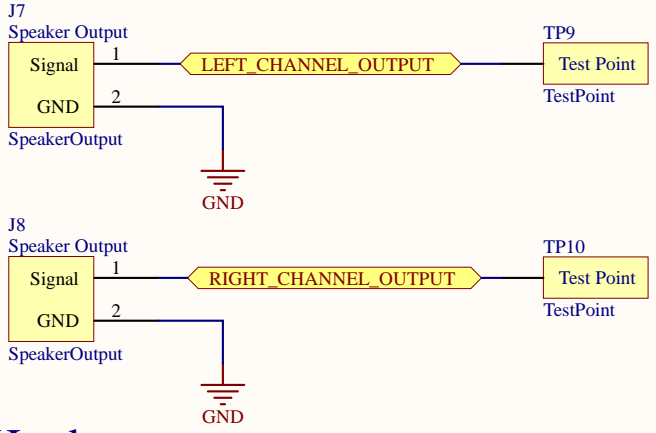 J7
Speaker Output
Signal 1 LEFT_CHANNEL_OUTPUT
GND 2
SpeakerOutput
GND
TP9
Test Point
TestPoint
J8
Speaker Output
Signal 1 RIGHT_CHANNEL_OUTPUT
GND 2
SpeakerOutput
GND
TP10
Test Point
TestPoint